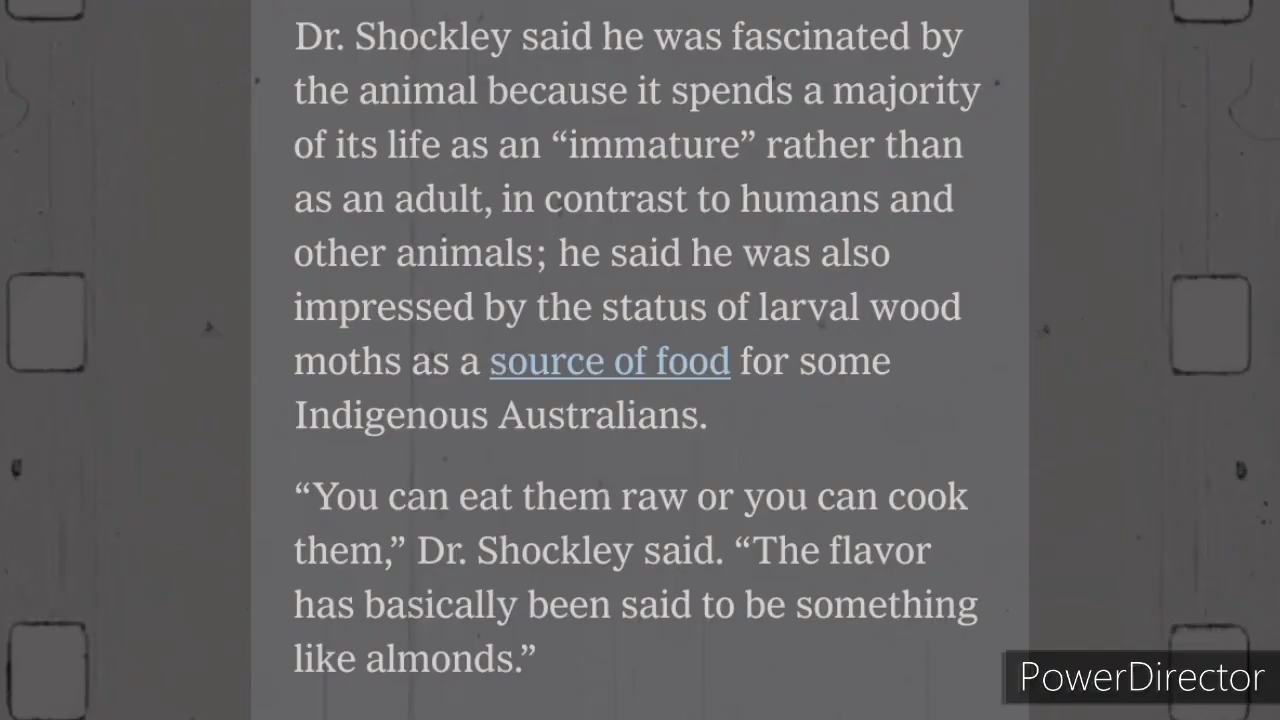 Dr. Shockley said he was fascinated by
the animal because it spends a majority
of its life as an “immature” rather than
as an adult, in contrast to humans and
other animals; he said he was also
impressed by the status of larval wood
moths as a source of food for some
Indigenous Australians.
“You can eat them raw or you can cook
them,” Dr. Shockley said. “The flavor
has basically been said to be something
like almonds.”
PowerDirector